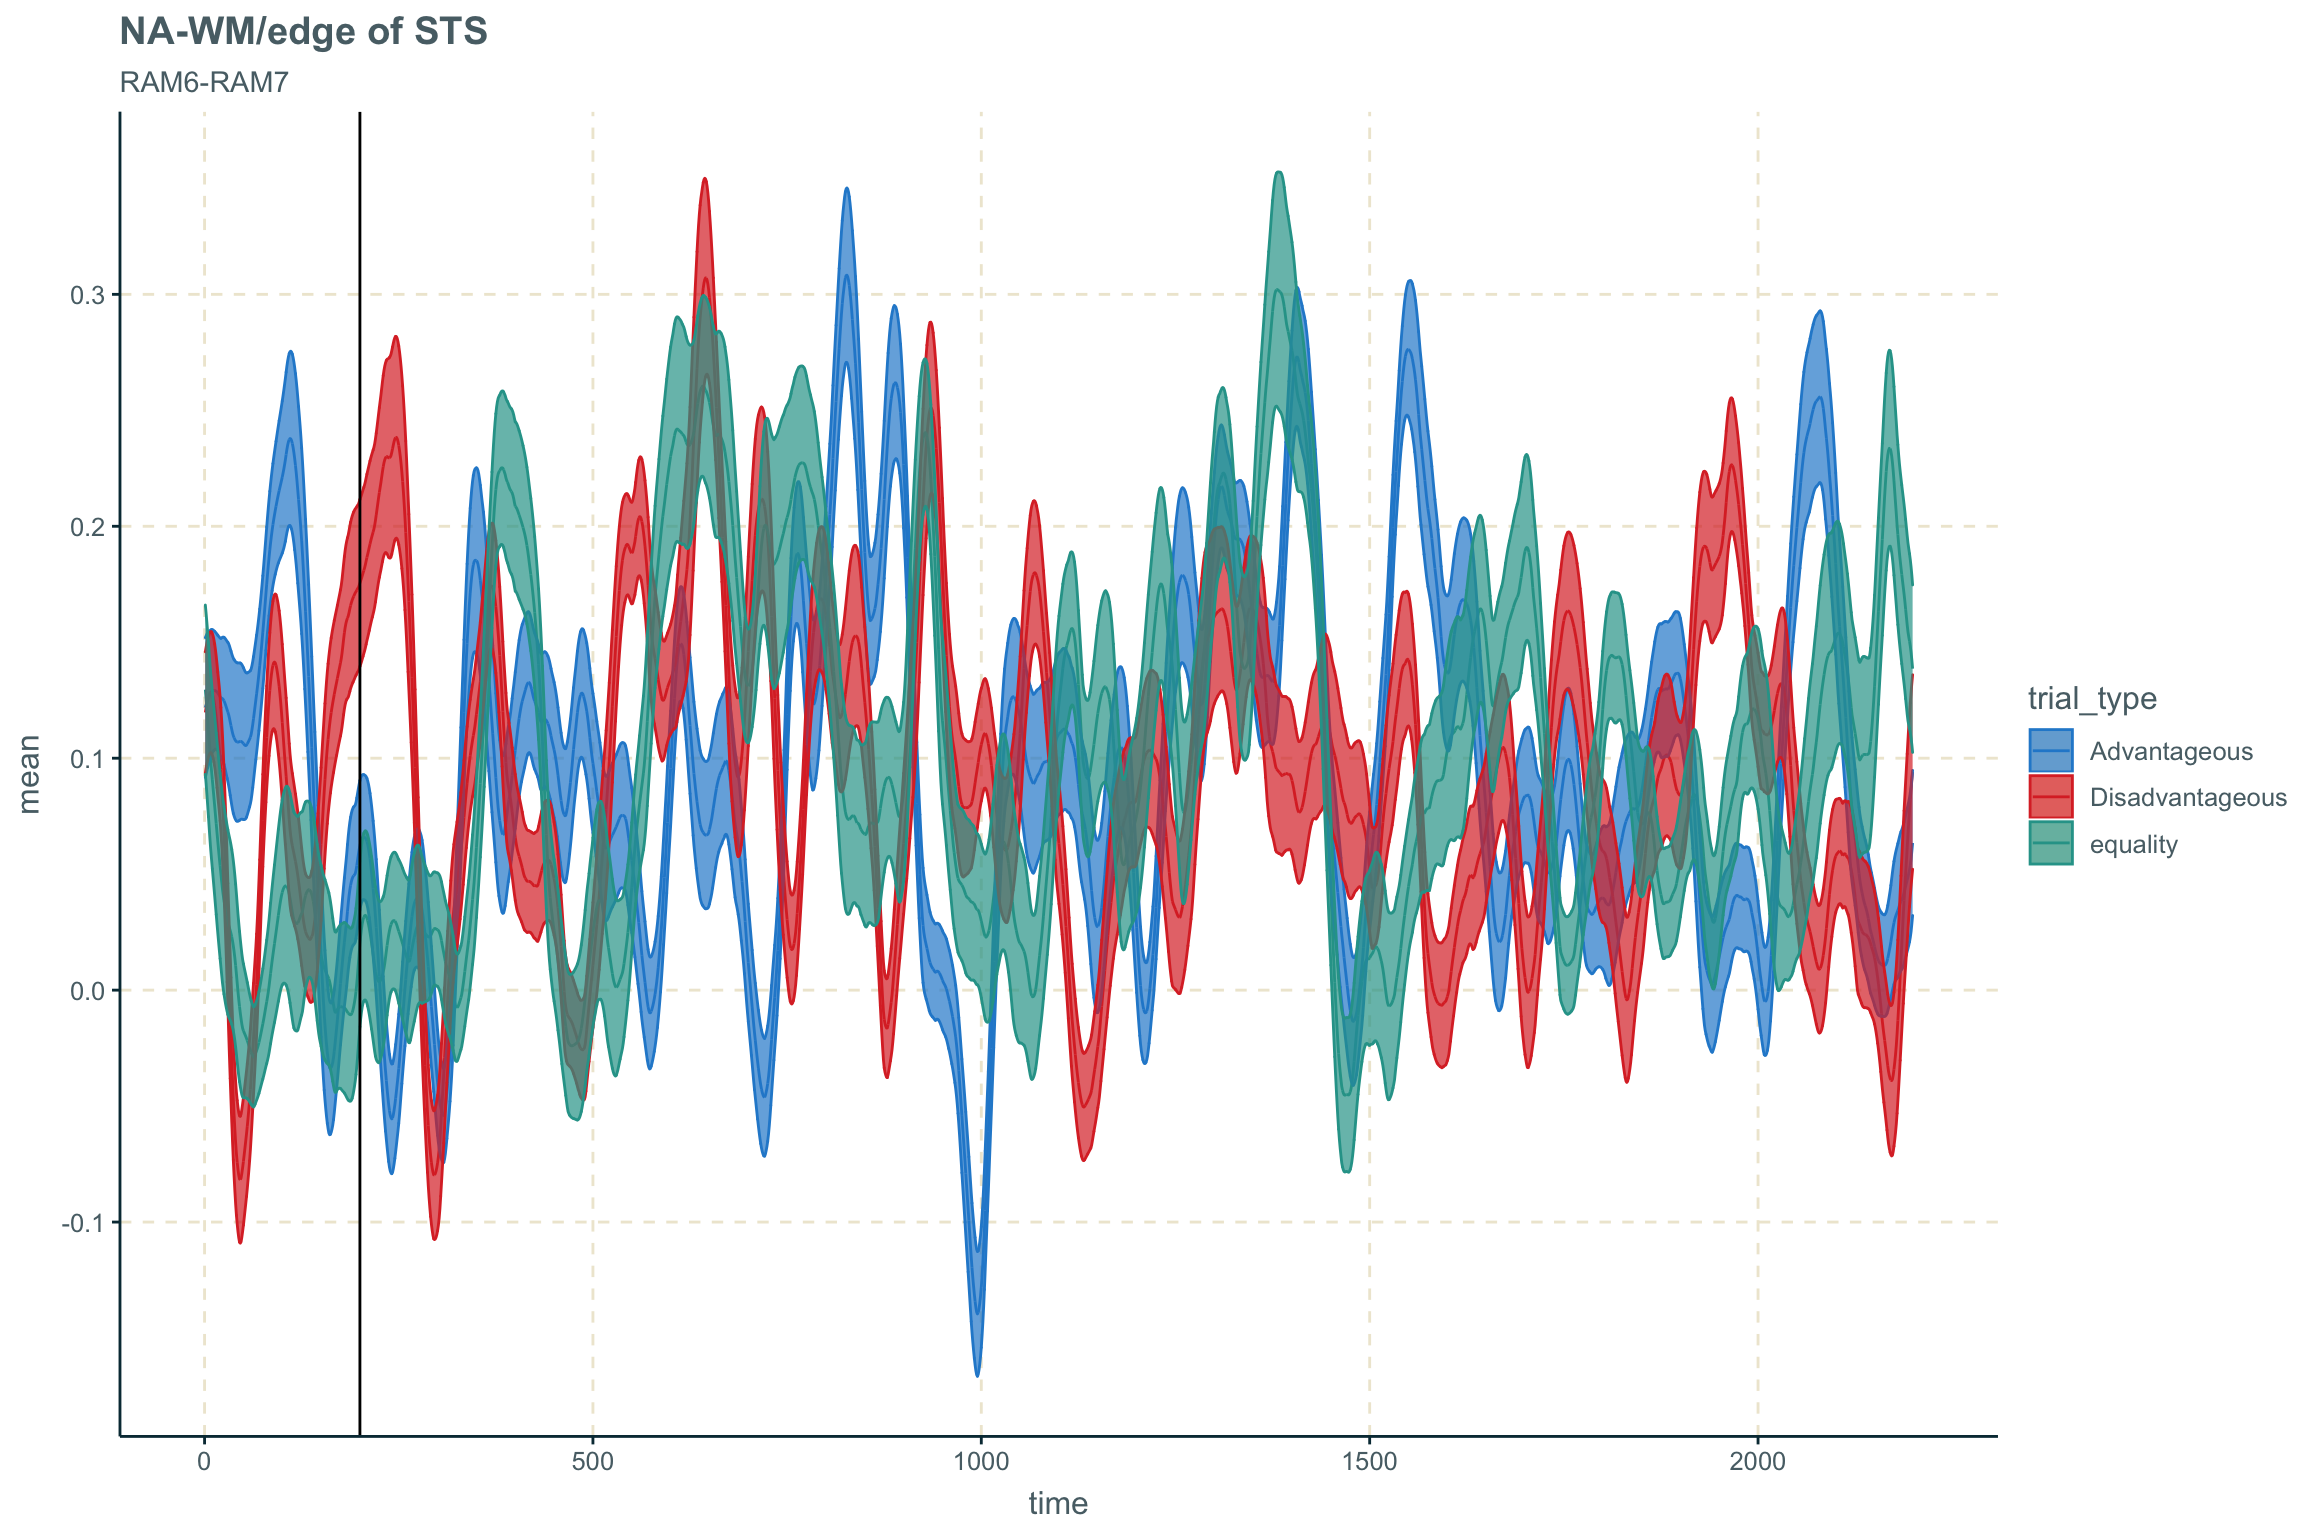 NA-WM/edge of STS
RAM6-RAM7
mean
0.3
0.2
0.1
0.0
-0.1
0 500 1000 1500 2000
time
trial_type
Advantageous
Disadvantageous
equality